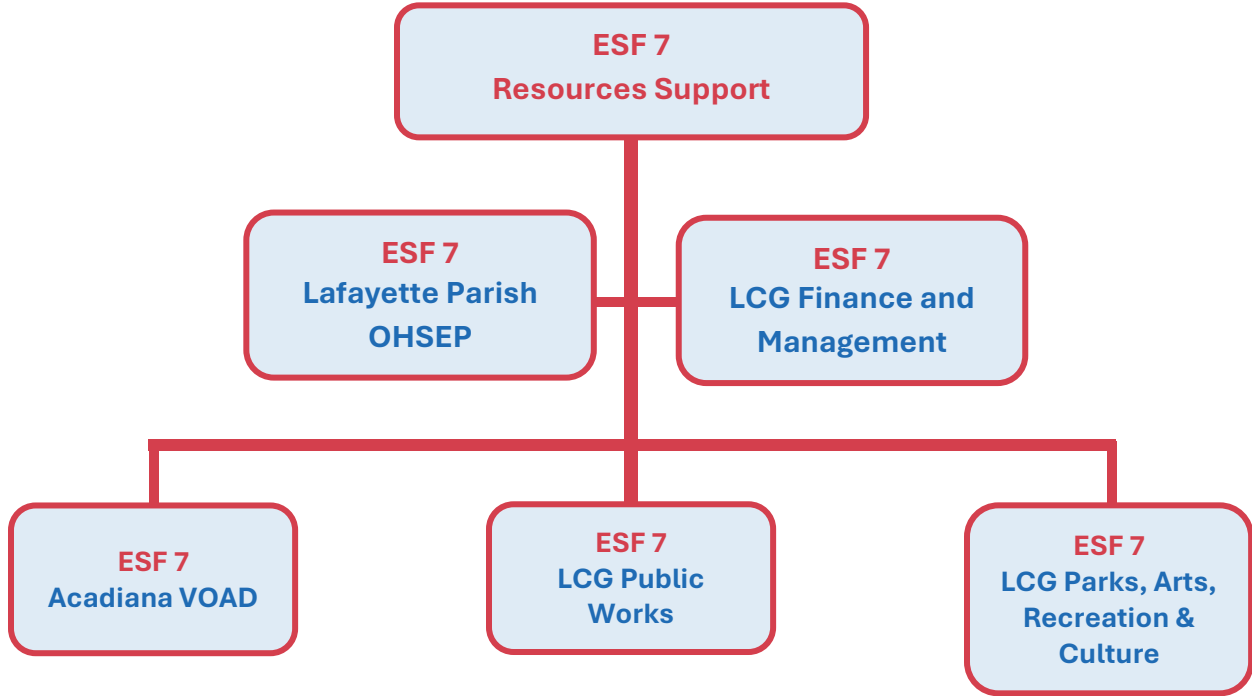 ESF 7
Resources Support
ESF 7
Lafayette Parish
OHSEP
ESF 7
LCG Finance and
Management
ESF 7
Acadiana VOAD
ESF 7
LCG Public
Works
ESF 7
LCG Parks, Arts,
Recreation &
Culture